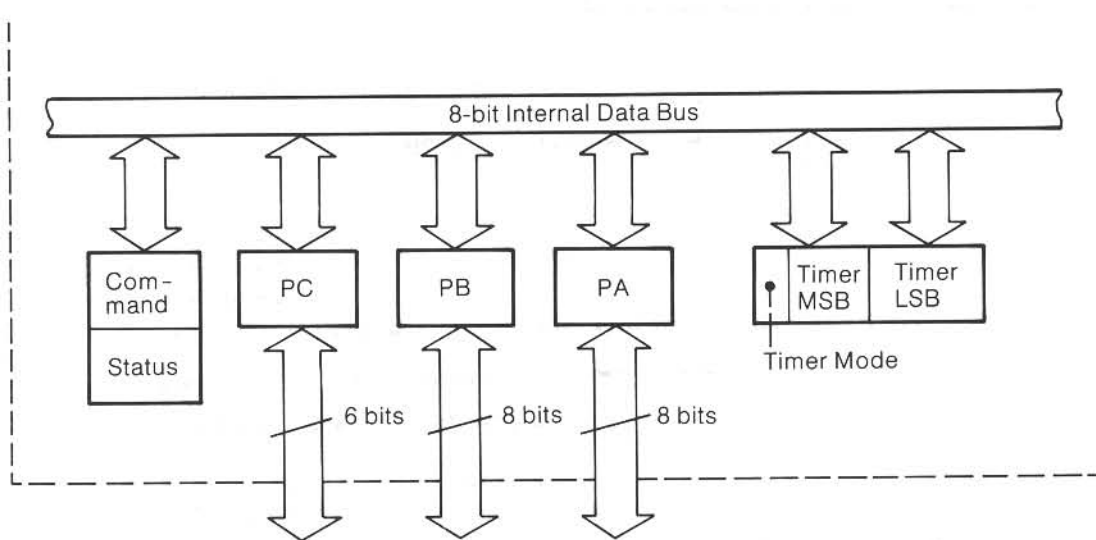 8-bit Internal Data Bus
Com-
mand
Status
PC
PB
PA
Timer
MSB
Timer
LSB
Timer Mode
6 bits
8 bits
8 bits